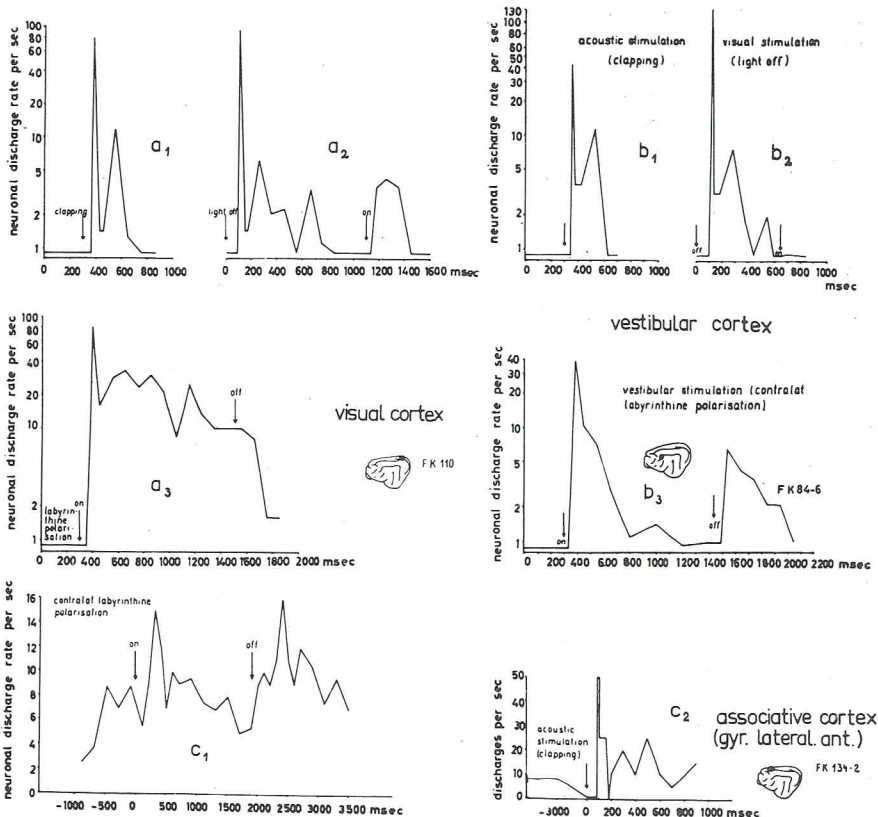 neuronal discharge rate per sec
100
80
60
40
20
10
5
2
1
a1
clapping
0 200 400 600 800 1000
a2
light off
on
0 200 400 600 800 1000 1200 1400 1600 msec
neuronal discharge rate per sec
130
100
80
60
50
30
20
10
5
2
1
acoustic stimulation
(clapping)
b1
0 200 400 600 800 1000
visual stimulation
(light off)
b2
off
on
0 200 400 600 800 1000
msec
neuronal discharge rate per sec
100
80
60
40
20
10
2
1
on
labyrin-
thine
polari-
sation
a3
off
0 200 400 600 800 1000 1200 1400 1600 1800 2000 msec
visual cortex
FK 110
vestibular cortex
neuronal discharge rate per sec
40
30
20
10
5
2
1
vestibular stimulation (contralat
labyrinthine polarisation)
b3
FK84-6
on
off
0 200 400 600 800 1000 1200 1400 1600 1800 2000 2200
msec
neuronal discharge rate per sec
16
14
12
10
8
6
4
2
0
contralat labyrinthine
polarisation
on
off
c1
-1000 -500 0 500 1000 1500 2000 2500 3000 3500 msec
discharges per sec
50
50
40
30
20
10
0
acoustic
stimulation
(clapping)
c2
-3000 0 200 400 600 800 1000 msec
associative cortex
(gyr. lateral. ant.)
FK 134-2